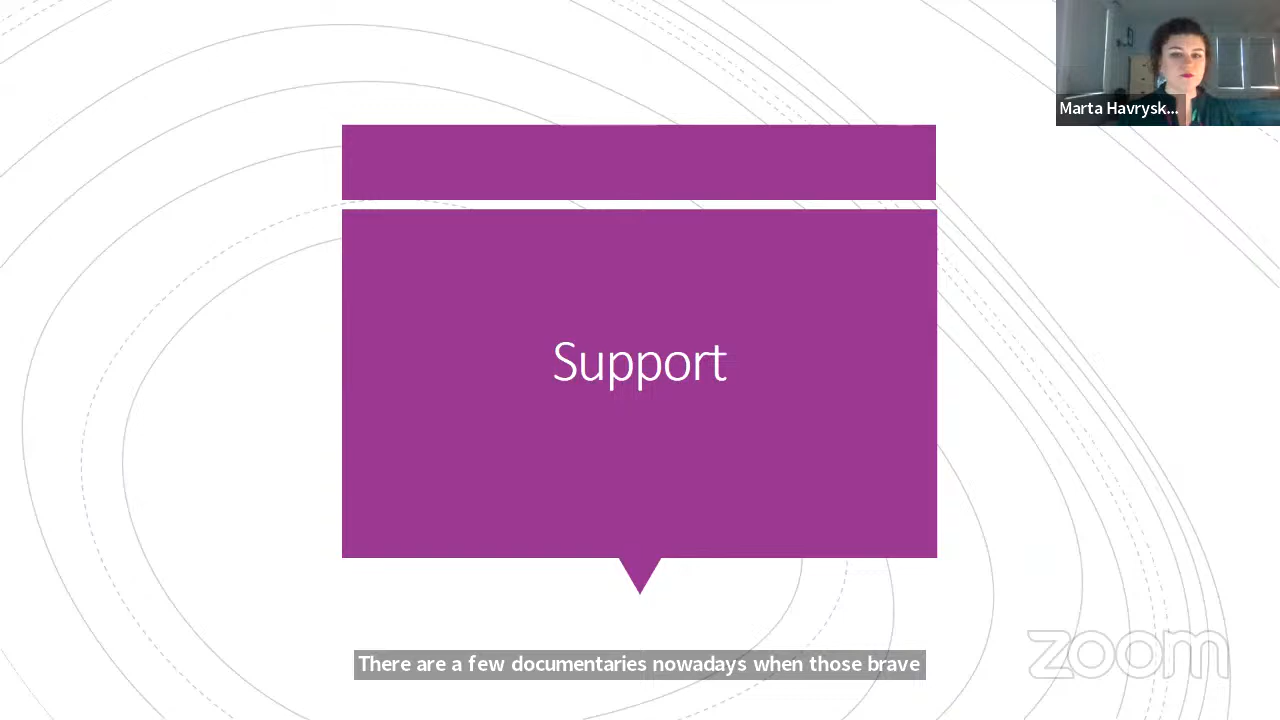 Marta Havrysk...
Support
There are a few documentaries nowadays when those brave
zoom